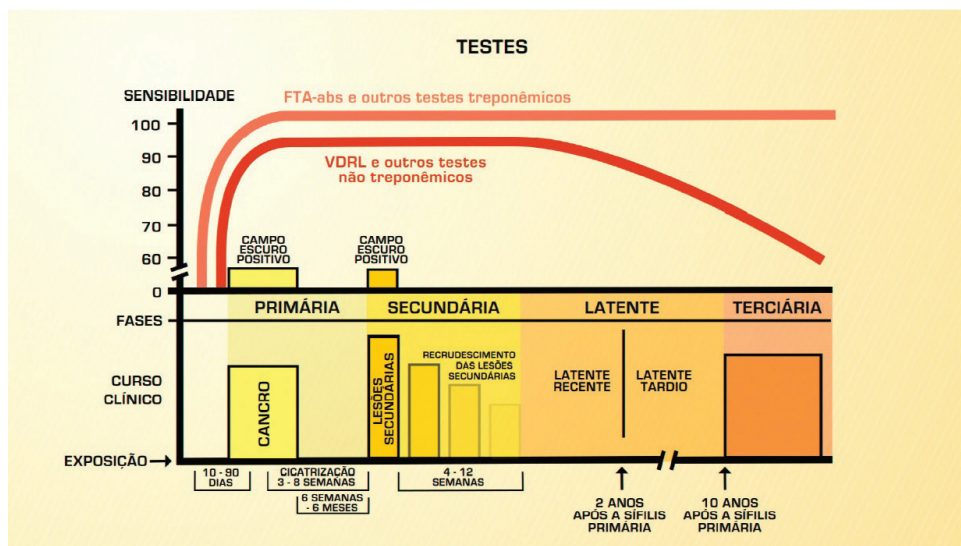 TESTES
SENSIBILIDADE
FTA-abs e outros testes treponêmicos
100
90
80
70
60
0
VDRL e outros testes
não treponêmicos
CAMPO
ESCURO
POSITIVO
CAMPO
ESCURO
POSITIVO
FASES
PRIMÁRIA
SECUNDÁRIA
LATENTE
TERCIÁRIA
CURSO
CLÍNICO
CANCRO
LESÕES
SECUNDÁRIAS
RECRUDESCIMENTO
DAS LESÕES
SECUNDÁRIAS
LATENTE
RECENTE
LATENTE
TARDIO
EXPOSIÇÃO
10 - 90
DIAS
CICATRIZAÇÃO
3 - 8 SEMANAS
6 SEMANAS
- 6 MESES
4 - 12
SEMANAS
2 ANOS
APÓS A SÍFILIS
PRIMÁRIA
10 ANOS
APÓS A SÍFILIS
PRIMÁRIA